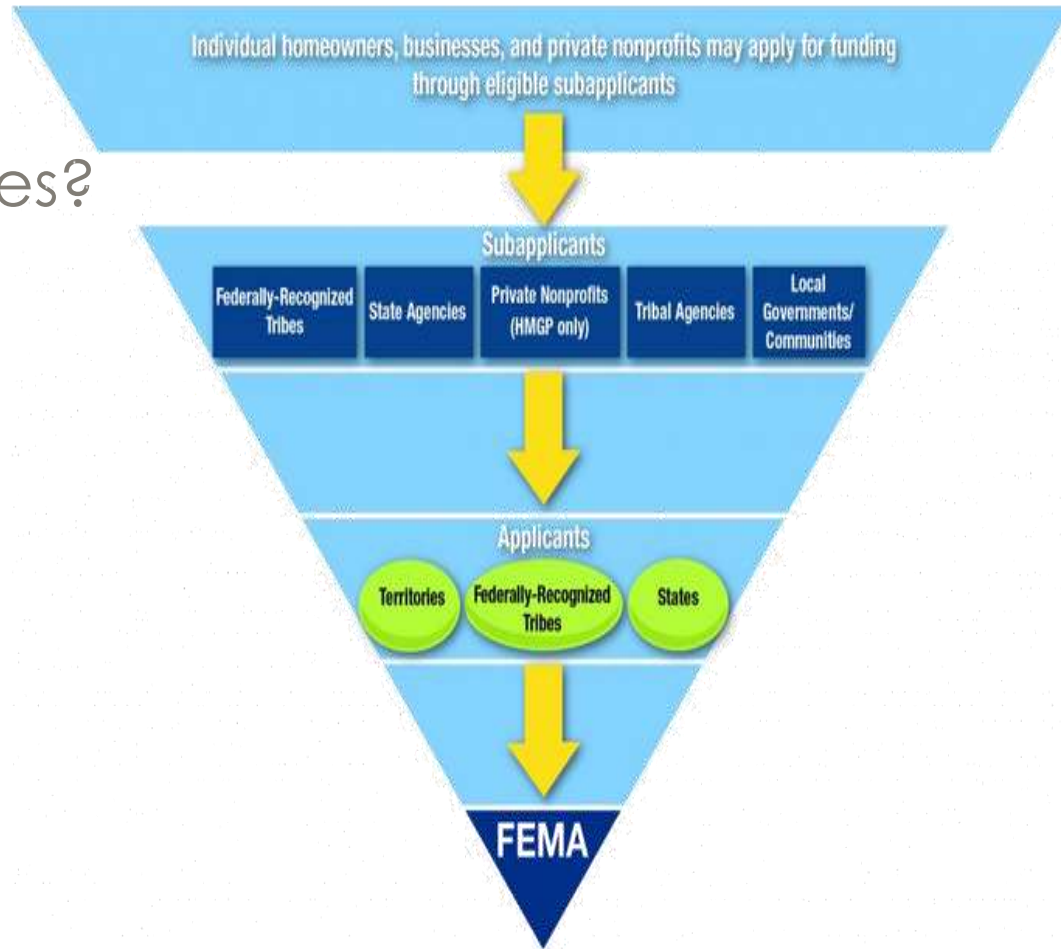 Individual homeowners, businesses, and private nonprofits may apply for funding
through eligible subapplicants
es?
Subapplicants
Federally-Recognized
Tribes
State Agencies
Private Nonprofits
(HMGP only)
Tribal Agencies
Local
Governments/
Communities
Applicants
Territories
Federally-Recognized
Tribes
States
FEMA